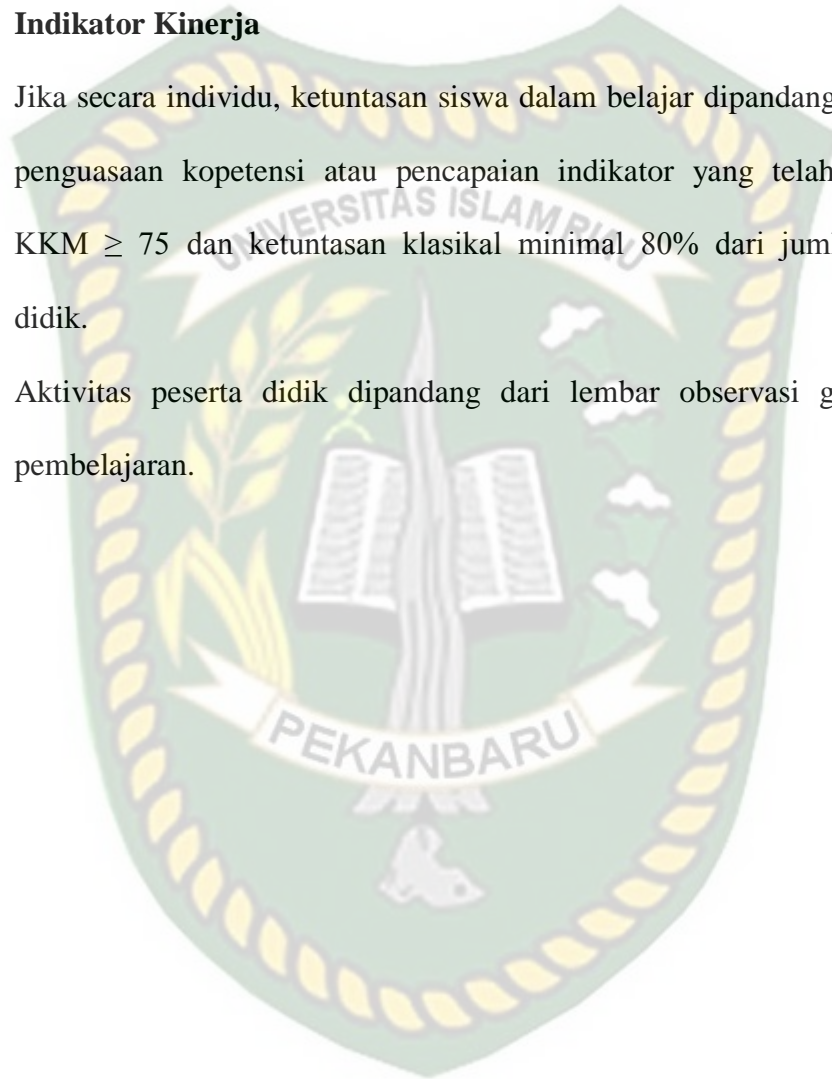 Indikator Kinerja
Jika secara individu, ketuntasan siswa dalam belajar dipandang
penguasaan kopetensi atau pencapaian indikator yang telah
UNIVERSITAS ISLAM RIAU
KKM ≥ 75 dan ketuntasan klasikal minimal 80% dari
didik.
Aktivitas peserta didik dipandang dari lembar observasi
pembelajaran.
PEKANBARU